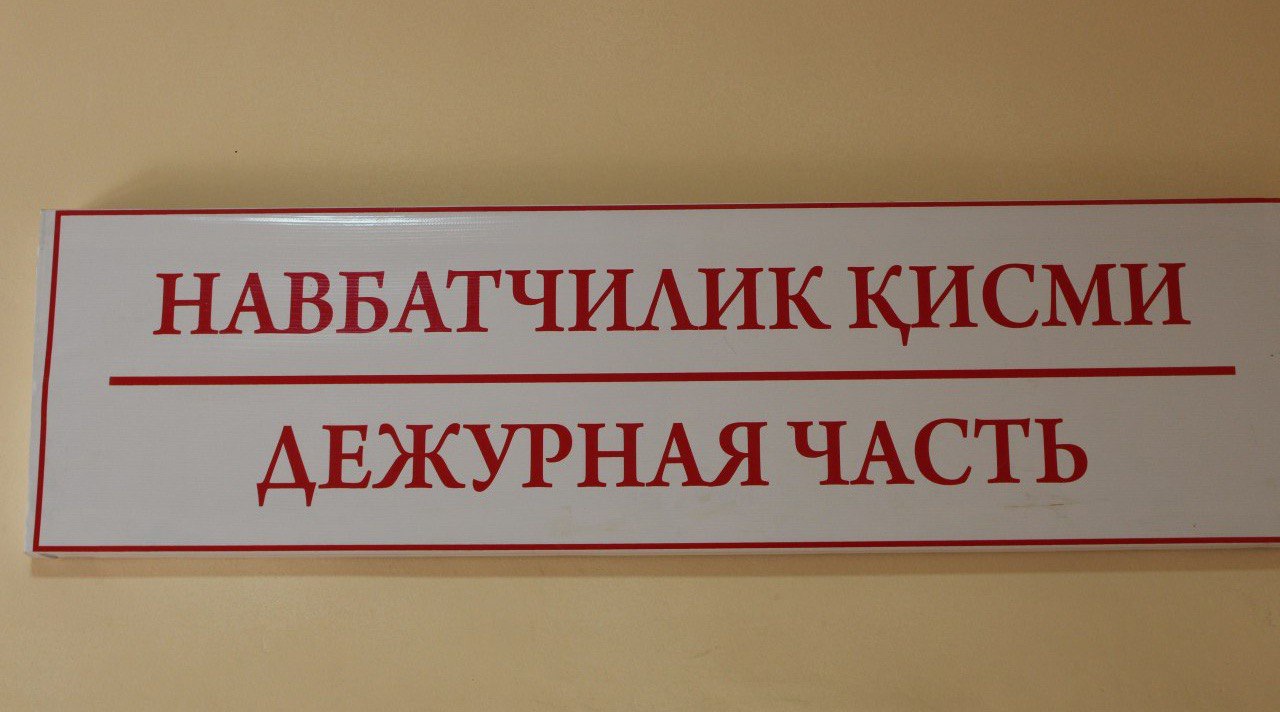 НАВБАТЧИЛИК ҚИСМИ
ДЕЖУРНАЯ ЧАСТЬ